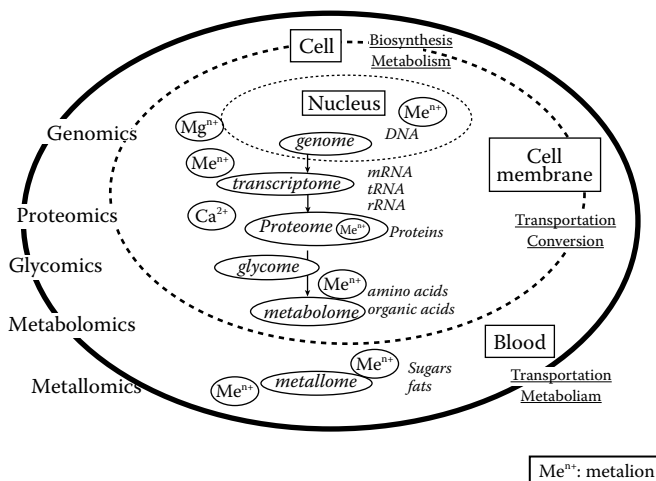 Cell
Biosynthesis
Metabolism
Nucleus
Meⁿ⁺
Mgⁿ⁺
Genomics
DNA
genome
Meⁿ⁺
mRNA
transcriptome
tRNA
rRNA
Cell
membrane
Ca²⁺
Proteomics
Proteome
Meⁿ⁺
Proteins
Transportation
Conversion
Glycomics
glycome
Meⁿ⁺
amino acids
metabolome
organic acids
Metabolomics
Blood
Meⁿ⁺
Sugars
fats
Metallomics
Meⁿ⁺
metallome
Transportation
Metaboliam
Meⁿ⁺: metalion